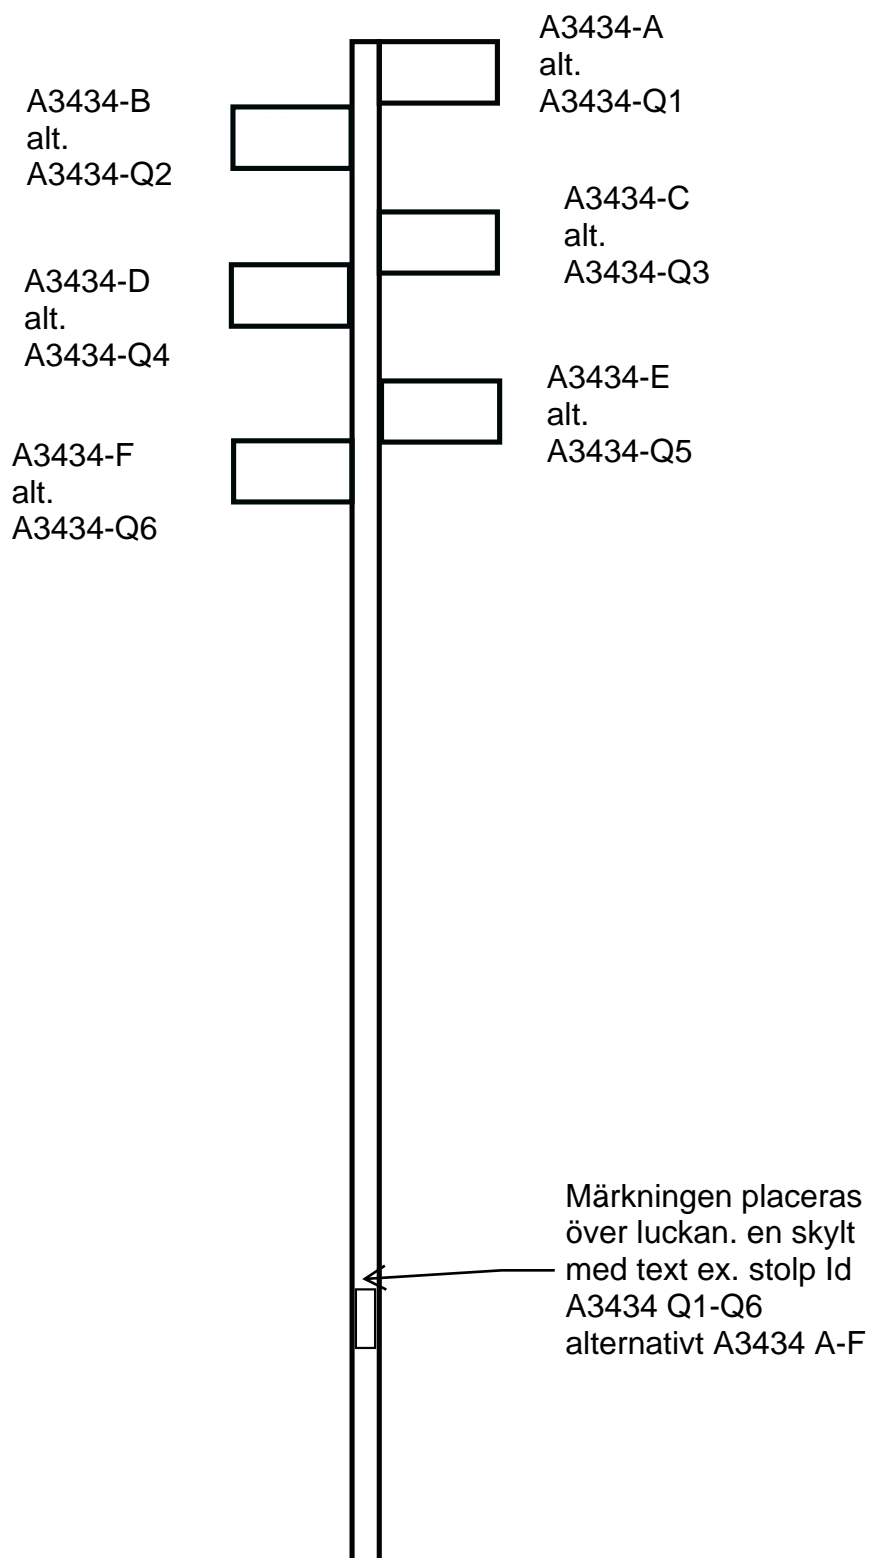 A3434-A
alt.
A3434-Q1
A3434-B
alt.
A3434-Q2
A3434-C
alt.
A3434-Q3
A3434-D
alt.
A3434-Q4
A3434-E
alt.
A3434-Q5
A3434-F
alt.
A3434-Q6
Märkningen placeras
över luckan. en skylt
med text ex. stolp Id
A3434 Q1-Q6
alternativt A3434 A-F